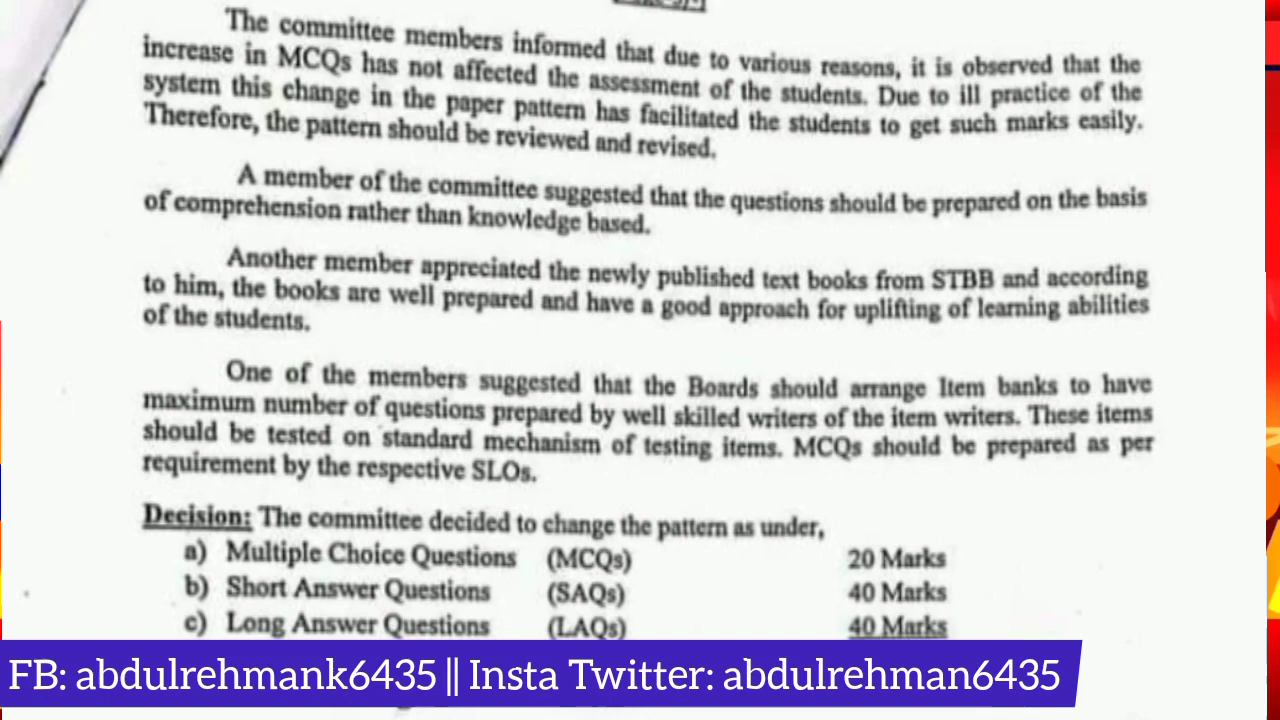 The committee members informed that due to various reasons, it is observed that the
increase in MCQs has not affected the assessment of the students. Due to ill practice of the
system this change in the paper pattern has facilitated the students to get such marks easily.
Therefore, the pattern should be reviewed and revised.
A member of the committee suggested that the questions should be prepared on the basis
of comprehension rather than knowledge based.
Another member appreciated the newly published text books from STBB and according
to him, the books are well prepared and have a good approach for uplifting of learning abilities
of the students.
One of the members suggested that the Boards should arrange Item banks to have
maximum number of questions prepared by well skilled writers of the item writers. These items
should be tested on standard mechanism of testing items. MCQs should be prepared as per
requirement by the respective SLOs.
Decision: The committee decided to change the pattern as under,
a) Multiple Choice Questions (MCQs) 20 Marks
b) Short Answer Questions (SAQs) 40 Marks
c) Long Answer Questions (LAQs) 40 Marks
FB: abdulrehmank6435 || Insta Twitter: abdulrehman6435